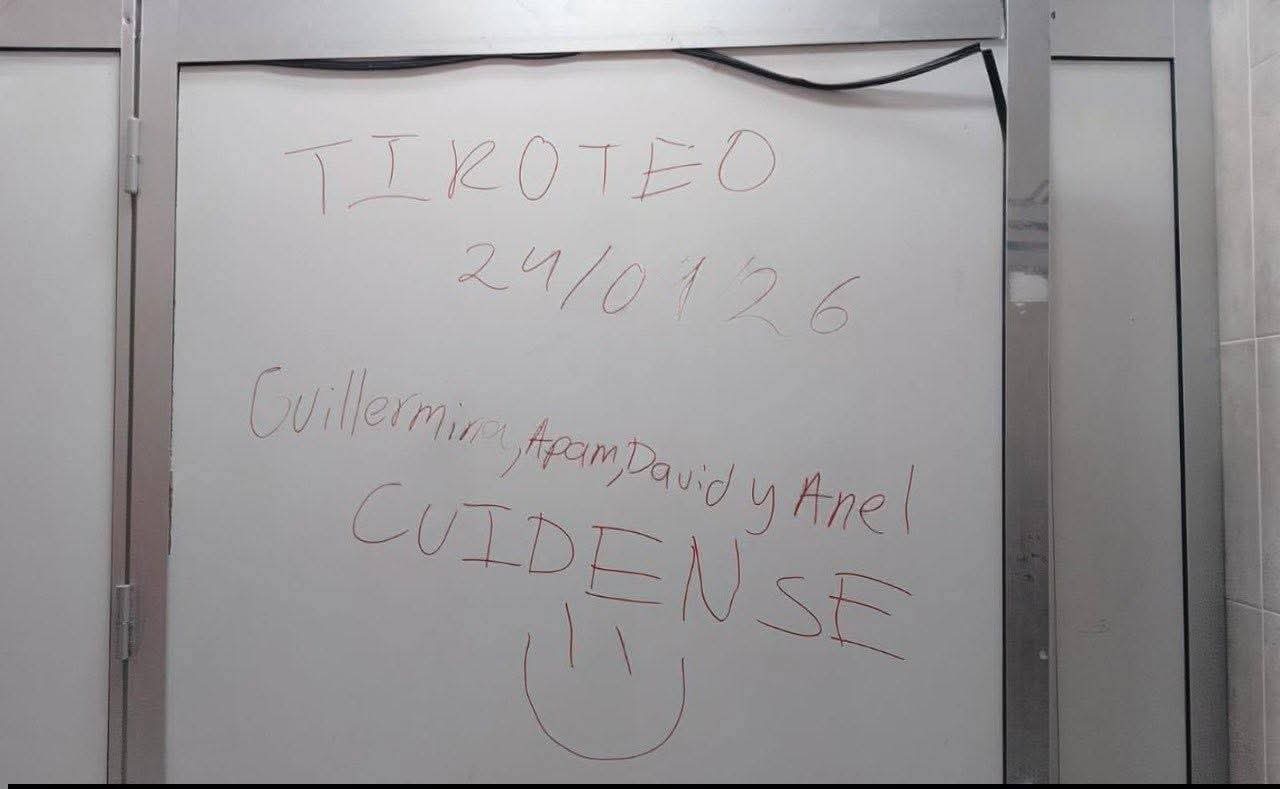 TIROTEO
24/01 26
Guillermina, Apam, David y Anel
CUIDENSE